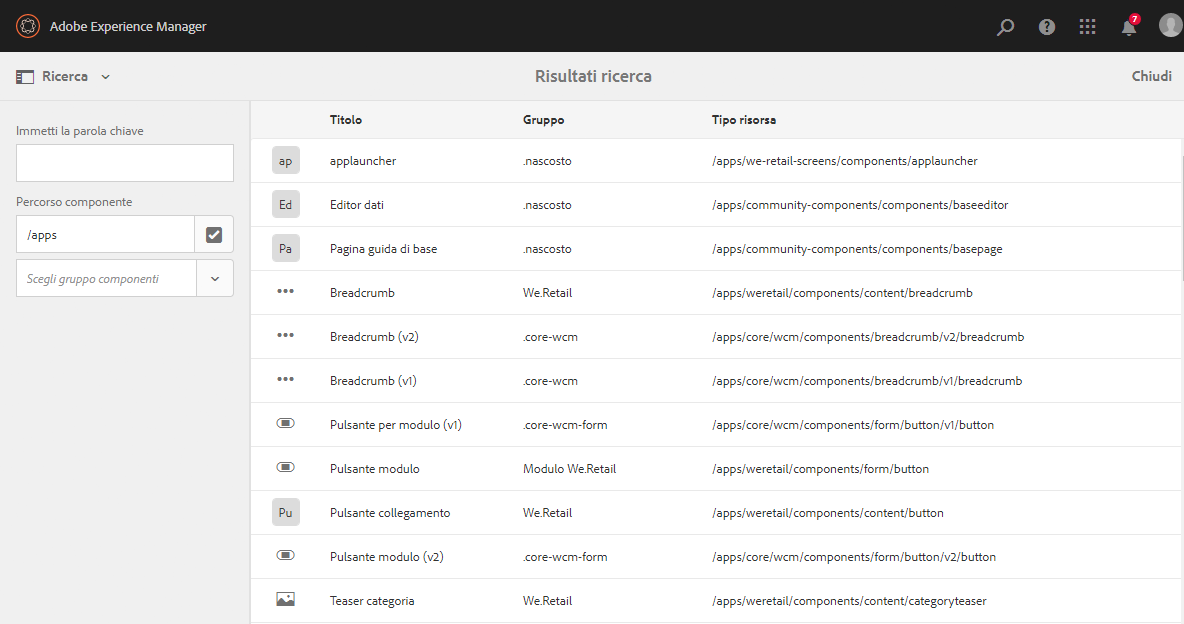 Adobe Experience Manager
7
Ricerca
Risultati ricerca
Chiudi
Immetti la parola chiave
Percorso componente
/apps
Scegli gruppo componenti
Titolo Gruppo Tipo risorsa
ap applauncher .nascosto /apps/we-retail-screens/components/applauncher
Ed Editor dati .nascosto /apps/community-components/components/baseeditor
Pa Pagina guida di base .nascosto /apps/community-components/components/basepage
Breadcrumb We.Retail /apps/weretail/components/content/breadcrumb
Breadcrumb (v2) .core-wcm /apps/core/wcm/components/breadcrumb/v2/breadcrumb
Breadcrumb (v1) .core-wcm /apps/core/wcm/components/breadcrumb/v1/breadcrumb
Pulsante per modulo (v1) .core-wcm-form /apps/core/wcm/components/form/button/v1/button
Pulsante modulo Modulo We.Retail /apps/weretail/components/form/button
Pu Pulsante collegamento We.Retail /apps/weretail/components/content/button
Pulsante modulo (v2) .core-wcm-form /apps/core/wcm/components/form/button/v2/button
Teaser categoria We.Retail /apps/weretail/components/content/categoryteaser